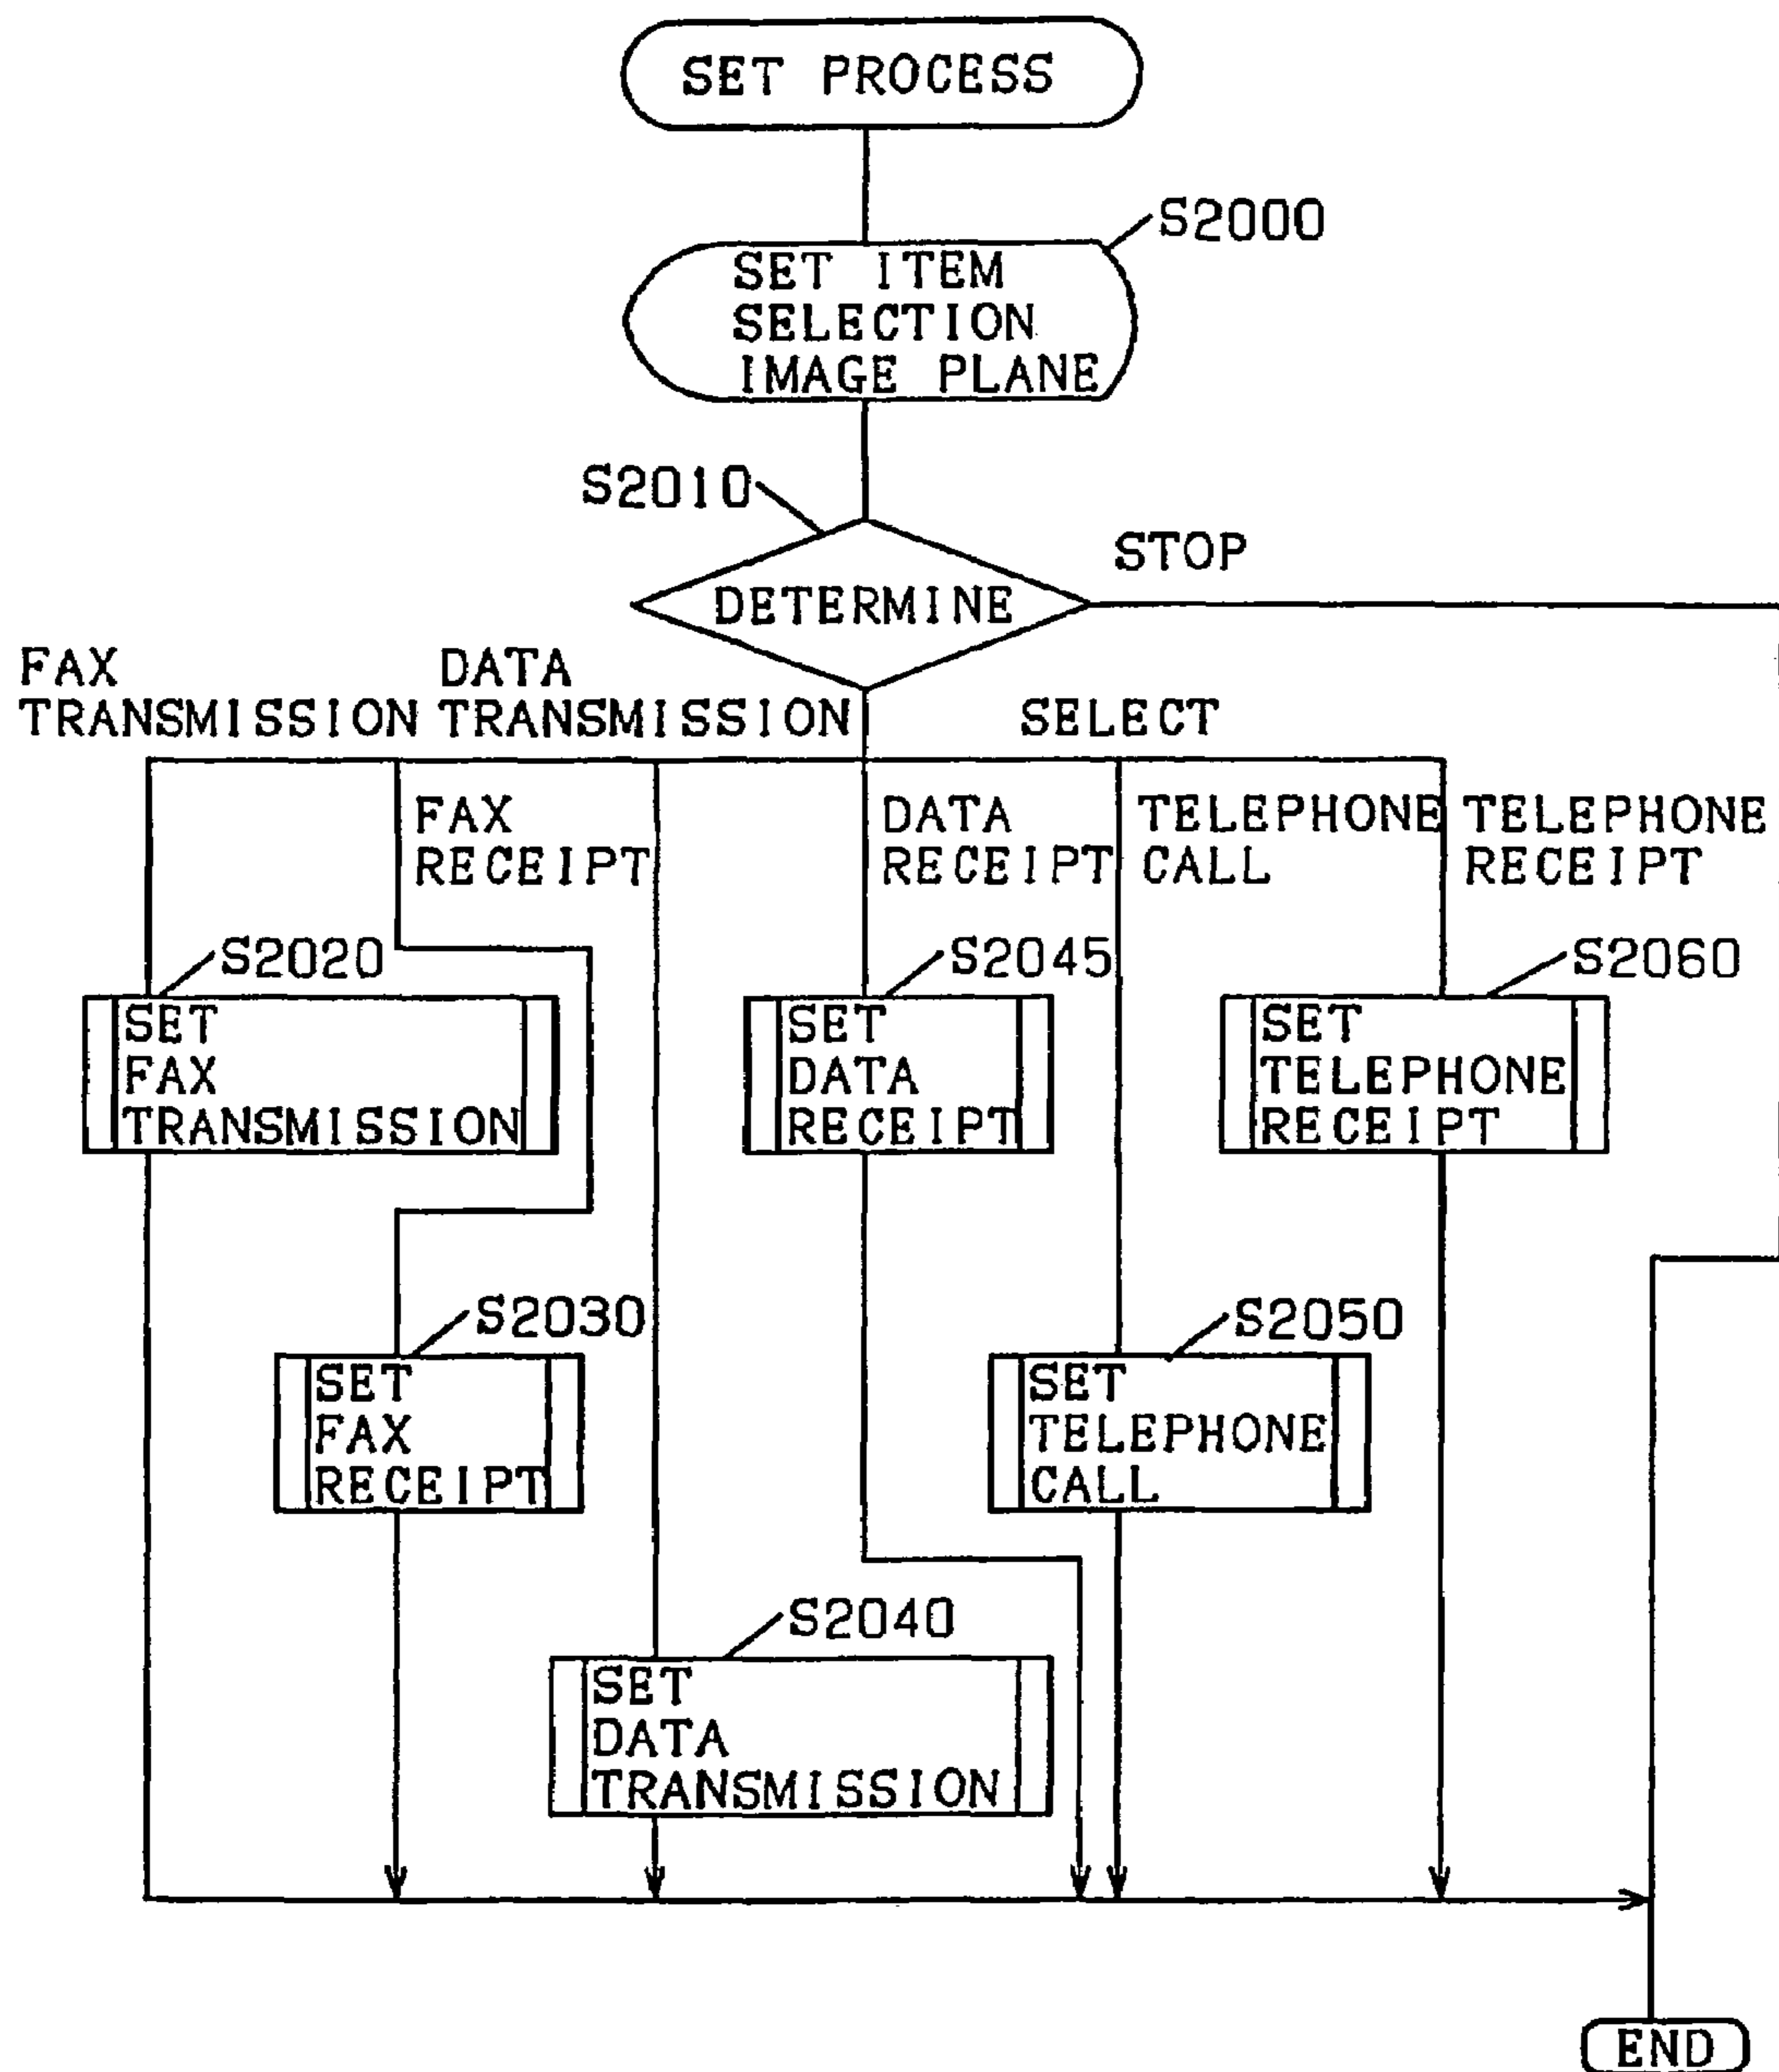 SET PROCESS
S2000
SET ITEM
SELECTION
IMAGE PLANE
S2010
STOP
DETERMINE
FAX
TRANSMISSION
DATA
TRANSMISSION
SELECT
FAX
RECEIPT
DATA
RECEIPT
TELEPHONE
CALL
TELEPHONE
RECEIPT
S2020
SET
FAX
TRANSMISSION
S2045
SET
DATA
RECEIPT
S2060
SET
TELEPHONE
RECEIPT
S2030
SET
FAX
RECEIPT
S2050
SET
TELEPHONE
CALL
S2040
SET
DATA
TRANSMISSION
END